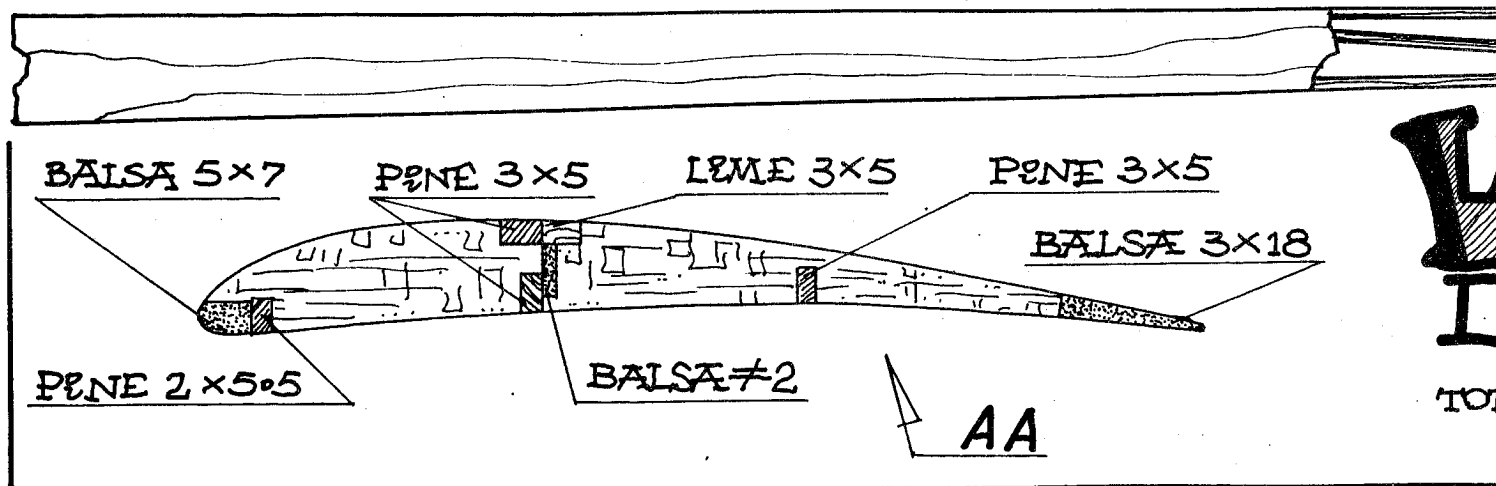 BALSA 5×7
PINE 3×5
LIME 3×5
PINE 3×5
BALSA 3×18
PINE 2×5.5
BALSA≠2
AA